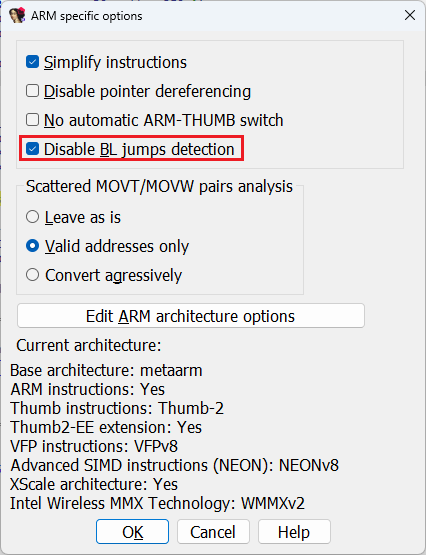 ARM specific options
Simplify instructions
Disable pointer dereferencing
No automatic ARM-THUMB switch
Disable BL jumps detection
Scattered MOVT/MOVW pairs analysis
Leave as is
Valid addresses only
Convert agressively
Edit ARM architecture options
Current architecture:
Base architecture: metaarm
ARM instructions: Yes
Thumb instructions: Thumb-2
Thumb2-EE extension: Yes
VFP instructions: VFPv8
Advanced SIMD instructions (NEON): NEONv8
XScale architecture: Yes
Intel Wireless MMX Technology: WMMXv2
OK Cancel Help